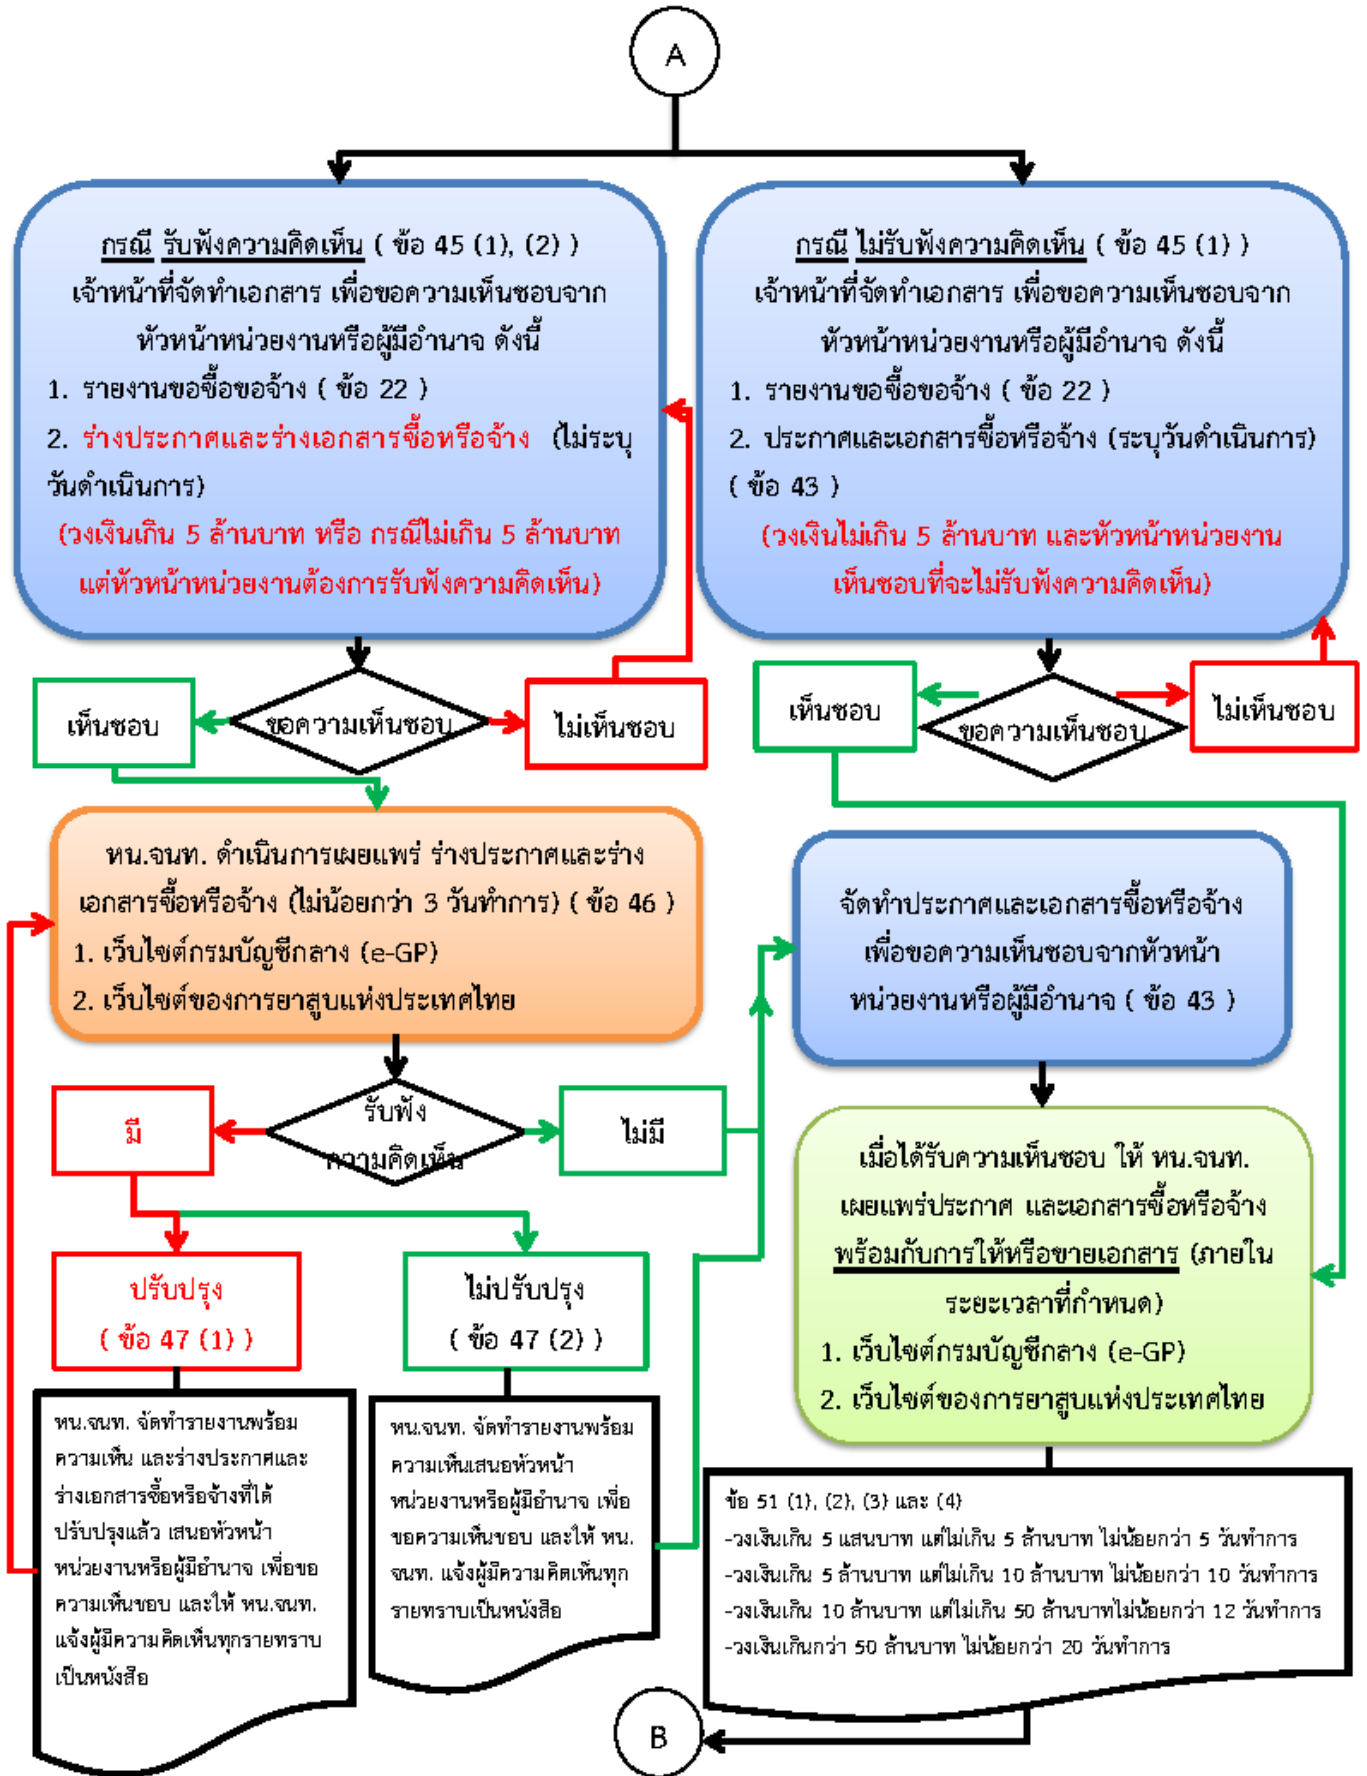 A
กรณี รับฟังความคิดเห็น ( ข้อ 45 (1), (2) )
เจ้าหน้าที่จัดทำเอกสาร เพื่อขอความเห็นชอบจาก
หัวหน้าหน่วยงานหรือผู้มีอำนาจ ดังนี้
1. รายงานขอซื้อขอจ้าง ( ข้อ 22 )
2. ร่างประกาศและร่างเอกสารซื้อหรือจ้าง (ไม่ระบุ
วันดำเนินการ)
(วงเงินเกิน 5 ล้านบาท หรือ กรณีไม่เกิน 5 ล้านบาท
แต่หัวหน้าหน่วยงานต้องการรับฟังความคิดเห็น)
กรณี ไม่รับฟังความคิดเห็น ( ข้อ 45 (1) )
เจ้าหน้าที่จัดทำเอกสาร เพื่อขอความเห็นชอบจาก
หัวหน้าหน่วยงานหรือผู้มีอำนาจ ดังนี้
1. รายงานขอซื้อขอจ้าง ( ข้อ 22 )
2. ประกาศและเอกสารซื้อหรือจ้าง (ระบุวันดำเนินการ)
( ข้อ 43 )
(วงเงินไม่เกิน 5 ล้านบาท และหัวหน้าหน่วยงาน
เห็นชอบที่จะไม่รับฟังความคิดเห็น)
เห็นชอบ
ขอความเห็นชอบ
ไม่เห็นชอบ
เห็นชอบ
ขอความเห็นชอบ
ไม่เห็นชอบ
หน.จนท. ดำเนินการเผยแพร่ ร่างประกาศและร่าง
เอกสารซื้อหรือจ้าง (ไม่น้อยกว่า 3 วันทำการ) ( ข้อ 46 )
1. เว็บไซต์กรมบัญชีกลาง (e-GP)
2. เว็บไซต์ของการยาสูบแห่งประเทศไทย
จัดทำประกาศและเอกสารซื้อหรือจ้าง
เพื่อขอความเห็นชอบจากหัวหน้า
หน่วยงานหรือผู้มีอำนาจ ( ข้อ 43 )
มี
รับฟัง
ความคิดเห็น
ไม่มี
เมื่อได้รับความเห็นชอบ ให้ หน.จนท.
เผยแพร่ประกาศ และเอกสารซื้อหรือจ้าง
พร้อมกับการให้หรือขายเอกสาร (ภายใน
ระยะเวลาที่กำหนด)
1. เว็บไซต์กรมบัญชีกลาง (e-GP)
2. เว็บไซต์ของการยาสูบแห่งประเทศไทย
ปรับปรุง
( ข้อ 47 (1) )
ไม่ปรับปรุง
( ข้อ 47 (2) )
หน.จนท. จัดทำรายงานพร้อม
ความเห็น และร่างประกาศและ
ร่างเอกสารซื้อหรือจ้างที่ได้
ปรับปรุงแล้ว เสนอหัวหน้า
หน่วยงานหรือผู้มีอำนาจ เพื่อขอ
ความเห็นชอบ และให้ หน.จนท.
แจ้งผู้มีความคิดเห็นทุกรายทราบ
เป็นหนังสือ
หน.จนท. จัดทำรายงานพร้อม
ความเห็นเสนอหัวหน้า
หน่วยงานหรือผู้มีอำนาจ เพื่อ
ขอความเห็นชอบ และให้ หน.
จนท. แจ้งผู้มีความคิดเห็นทุก
รายทราบเป็นหนังสือ
ข้อ 51 (1), (2), (3) และ (4)
-วงเงินเกิน 5 แสนบาท แต่ไม่เกิน 5 ล้านบาท ไม่น้อยกว่า 5 วันทำการ
-วงเงินเกิน 5 ล้านบาท แต่ไม่เกิน 10 ล้านบาท ไม่น้อยกว่า 10 วันทำการ
-วงเงินเกิน 10 ล้านบาท แต่ไม่เกิน 50 ล้านบาทไม่น้อยกว่า 12 วันทำการ
-วงเงินเกินกว่า 50 ล้านบาท ไม่น้อยกว่า 20 วันทำการ
B